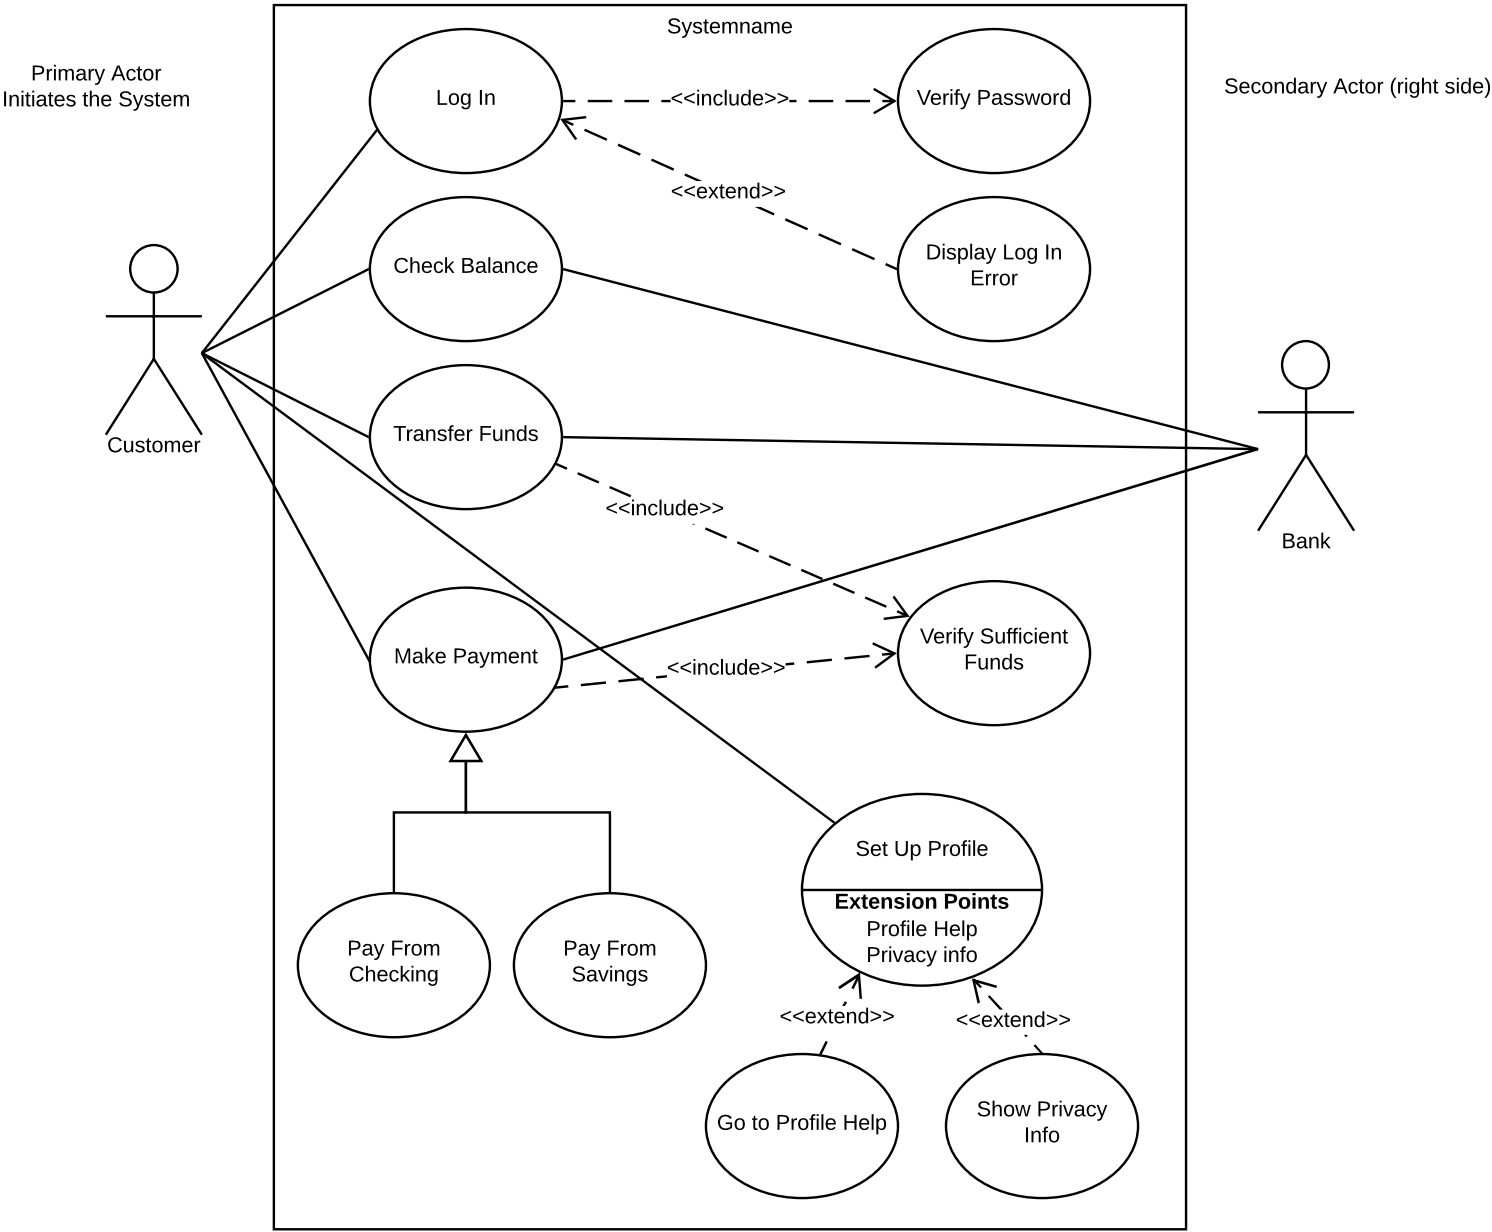 Systemname
Primary Actor
Initiates the System
Secondary Actor (right side)
Log In
<<include>>
Verify Password
<<extend>>
Check Balance
Display Log In
Error
Customer
Transfer Funds
<<include>>
Bank
Make Payment
<<include>>
Verify Sufficient
Funds
Set Up Profile
Extension Points
Profile Help
Privacy info
Pay From
Checking
Pay From
Savings
<<extend>>
<<extend>>
Go to Profile Help
Show Privacy
Info